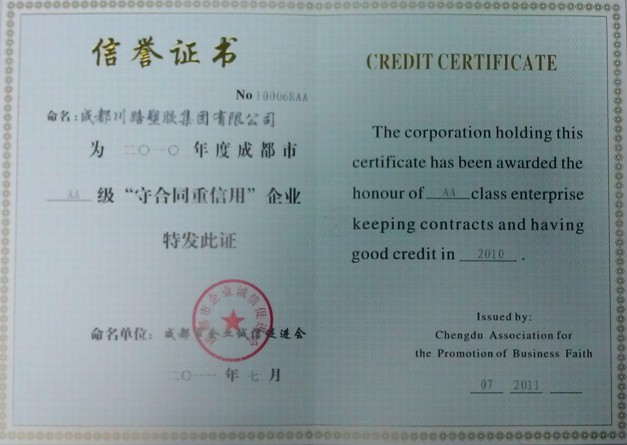 信誉证书
No 100068AA
命名：成都川路塑胶集团有限公司
为 二〇一〇 年度成都市
AA 级“守合同重信用”企业
特发此证
命名单位：成都市企业诚信促进会
二〇一一 年 七 月
CREDIT CERTIFICATE
The corporation holding this
certificate has been awarded the
honour of AA class enterprise
keeping contracts and having
good credit in 2010 .
Issued by:
Chengdu Association for
the Promotion of Business Faith
07 2011